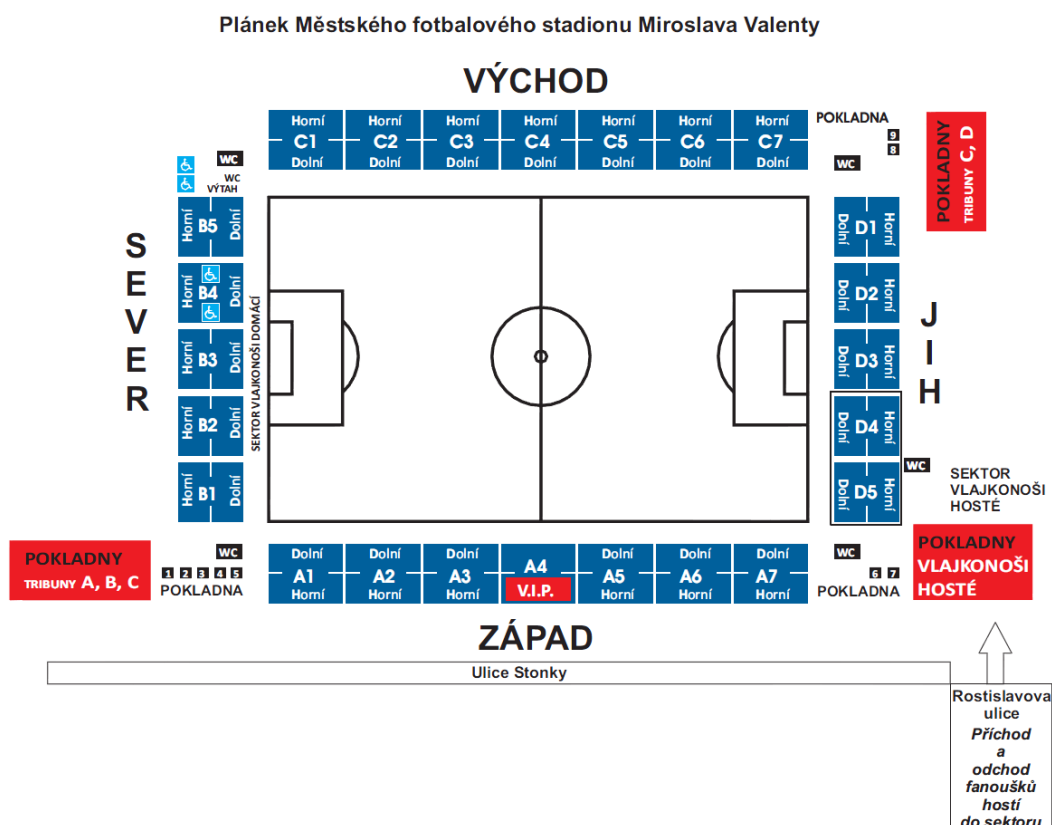 Plánek Městského fotbalového stadionu Miroslava Valenty
VÝCHOD
Horní Horní Horní Horní Horní Horní Horní
C1 C2 C3 C4 C5 C6 C7
Dolní Dolní Dolní Dolní Dolní Dolní Dolní
POKLADNA
9
8
WC
POKLADNY
TRIBUNY C, D
WC
WC
VÝTAH
SEVER
Horní B5 Dolní
Horní B4 Dolní
Horní B3 Dolní
Horní B2 Dolní
Horní B1 Dolní
SEKTOR VLAJKONOŠI DOMÁCÍ
Dolní D1 Horní
Dolní D2 Horní
Dolní D3 Horní
Dolní D4 Horní
Dolní D5 Horní
JIH
WC
SEKTOR
VLAJKONOŠI
HOSTÉ
POKLADNY
TRIBUNY A, B, C
WC
1 2 3 4 5
POKLADNA
Dolní Dolní Dolní Dolní Dolní Dolní
A1 A2 A3 A4 A5 A6 A7
Horní Horní Horní V.I.P. Horní Horní Horní
WC
6 7
POKLADNA
POKLADNY
VLAJKONOŠI
HOSTÉ
ZÁPAD
Ulice Stonky
Rostislavova
ulice
Příchod
a
odchod
fanoušků
hostí
do sektoru